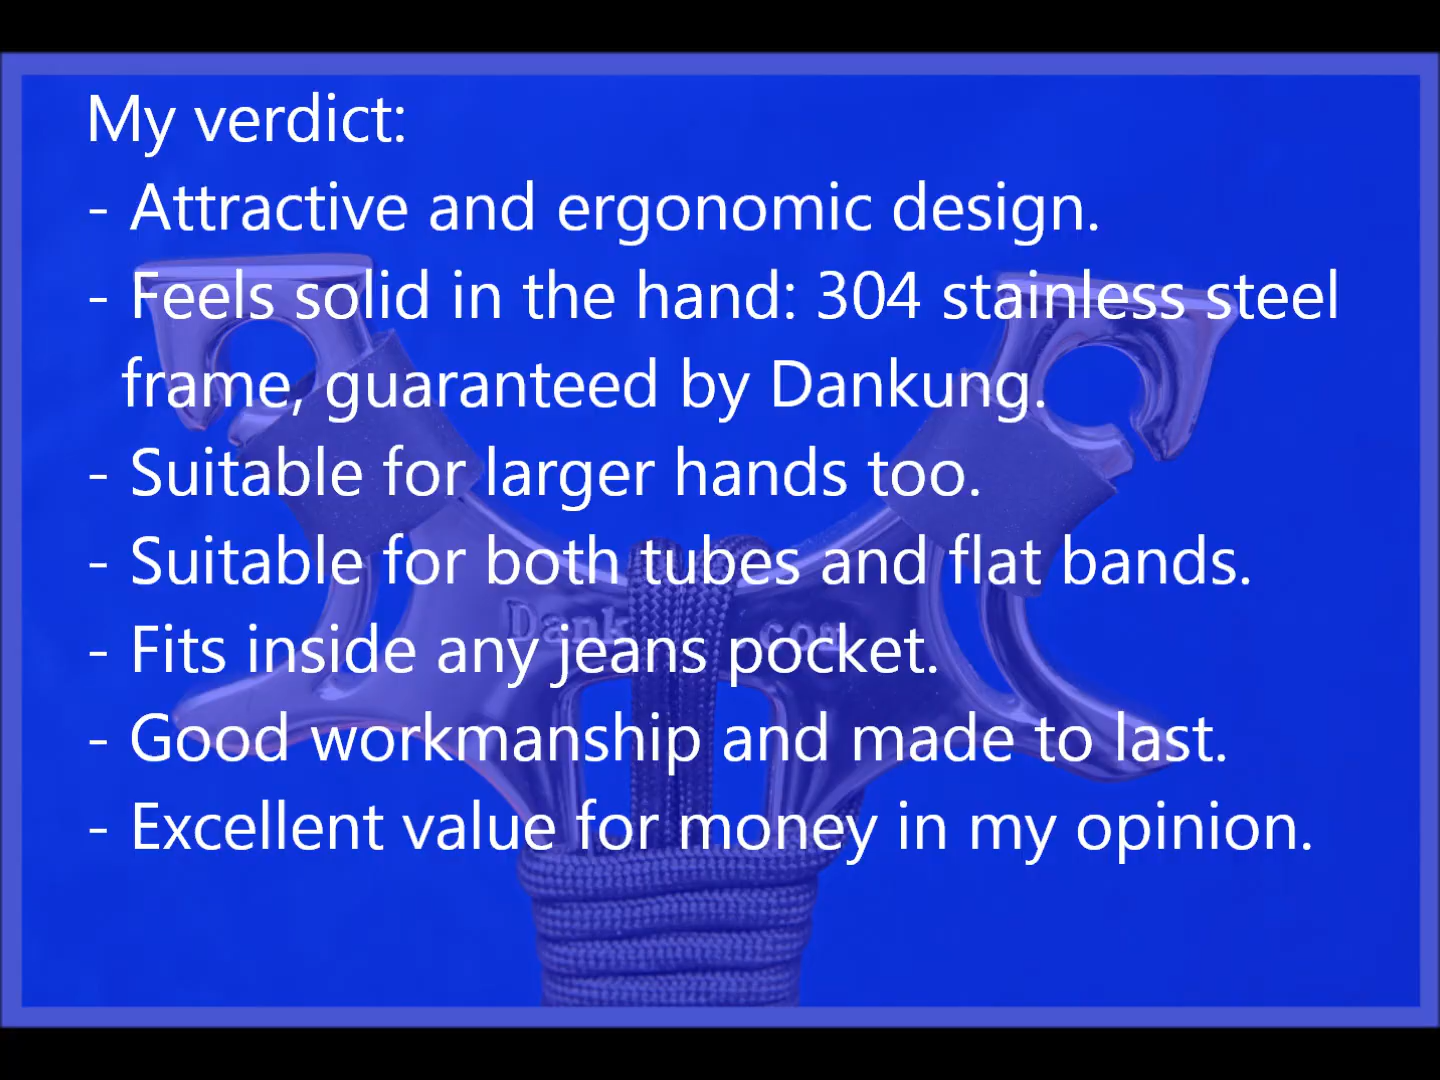 My verdict:
- Attractive and ergonomic design.
- Feels solid in the hand: 304 stainless steel
frame, guaranteed by Dankung.
- Suitable for larger hands too.
- Suitable for both tubes and flat bands.
- Fits inside any jeans pocket.
- Good workmanship and made to last.
- Excellent value for money in my opinion.